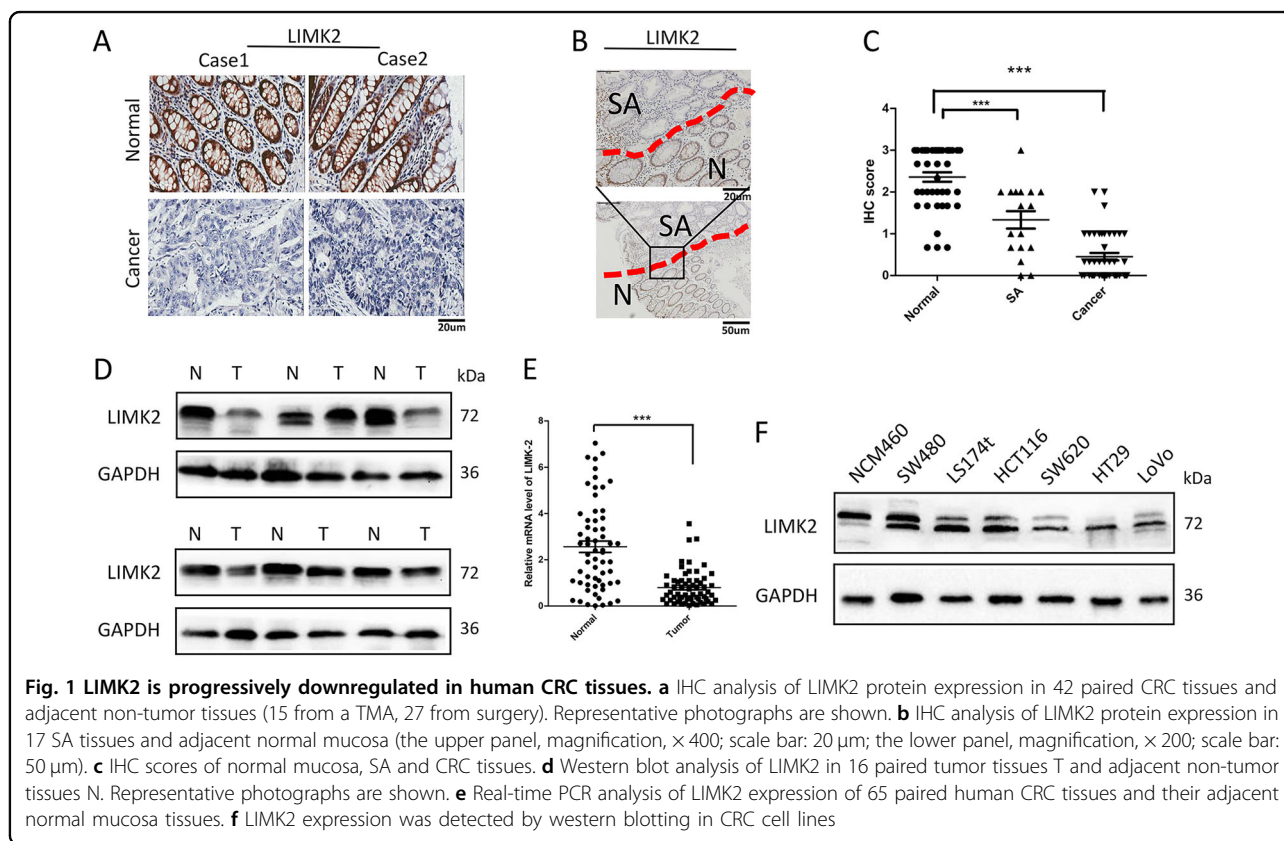 A
LIMK2
Case1
Case2
Normal
Cancer
20um
B
LIMK2
SA
N
20um
SA
N
50um
C
***
***
IHC score
4
3
2
1
0
Normal
SA
Cancer
D
N T N T N T
kDa
LIMK2
72
GAPDH
36
N T N T N T
LIMK2
72
GAPDH
36
E
***
Relative mRNA level of LIMK-2
8
6
4
2
0
Normal
Tumor
F
NCM460
SW480
LS174t
HCT116
SW620
HT29
LoVo
kDa
LIMK2
72
GAPDH
36
Fig. 1 LIMK2 is progressively downregulated in human CRC tissues. a IHC analysis of LIMK2 protein expression in 42 paired CRC tissues and
adjacent non-tumor tissues (15 from a TMA, 27 from surgery). Representative photographs are shown. b IHC analysis of LIMK2 protein expression in
17 SA tissues and adjacent normal mucosa (the upper panel, magnification, × 400; scale bar: 20 μm; the lower panel, magnification, × 200; scale bar:
50 μm). c IHC scores of normal mucosa, SA and CRC tissues. d Western blot analysis of LIMK2 in 16 paired tumor tissues T and adjacent non-tumor
tissues N. Representative photographs are shown. e Real-time PCR analysis of LIMK2 expression of 65 paired human CRC tissues and their adjacent
normal mucosa tissues. f LIMK2 expression was detected by western blotting in CRC cell lines